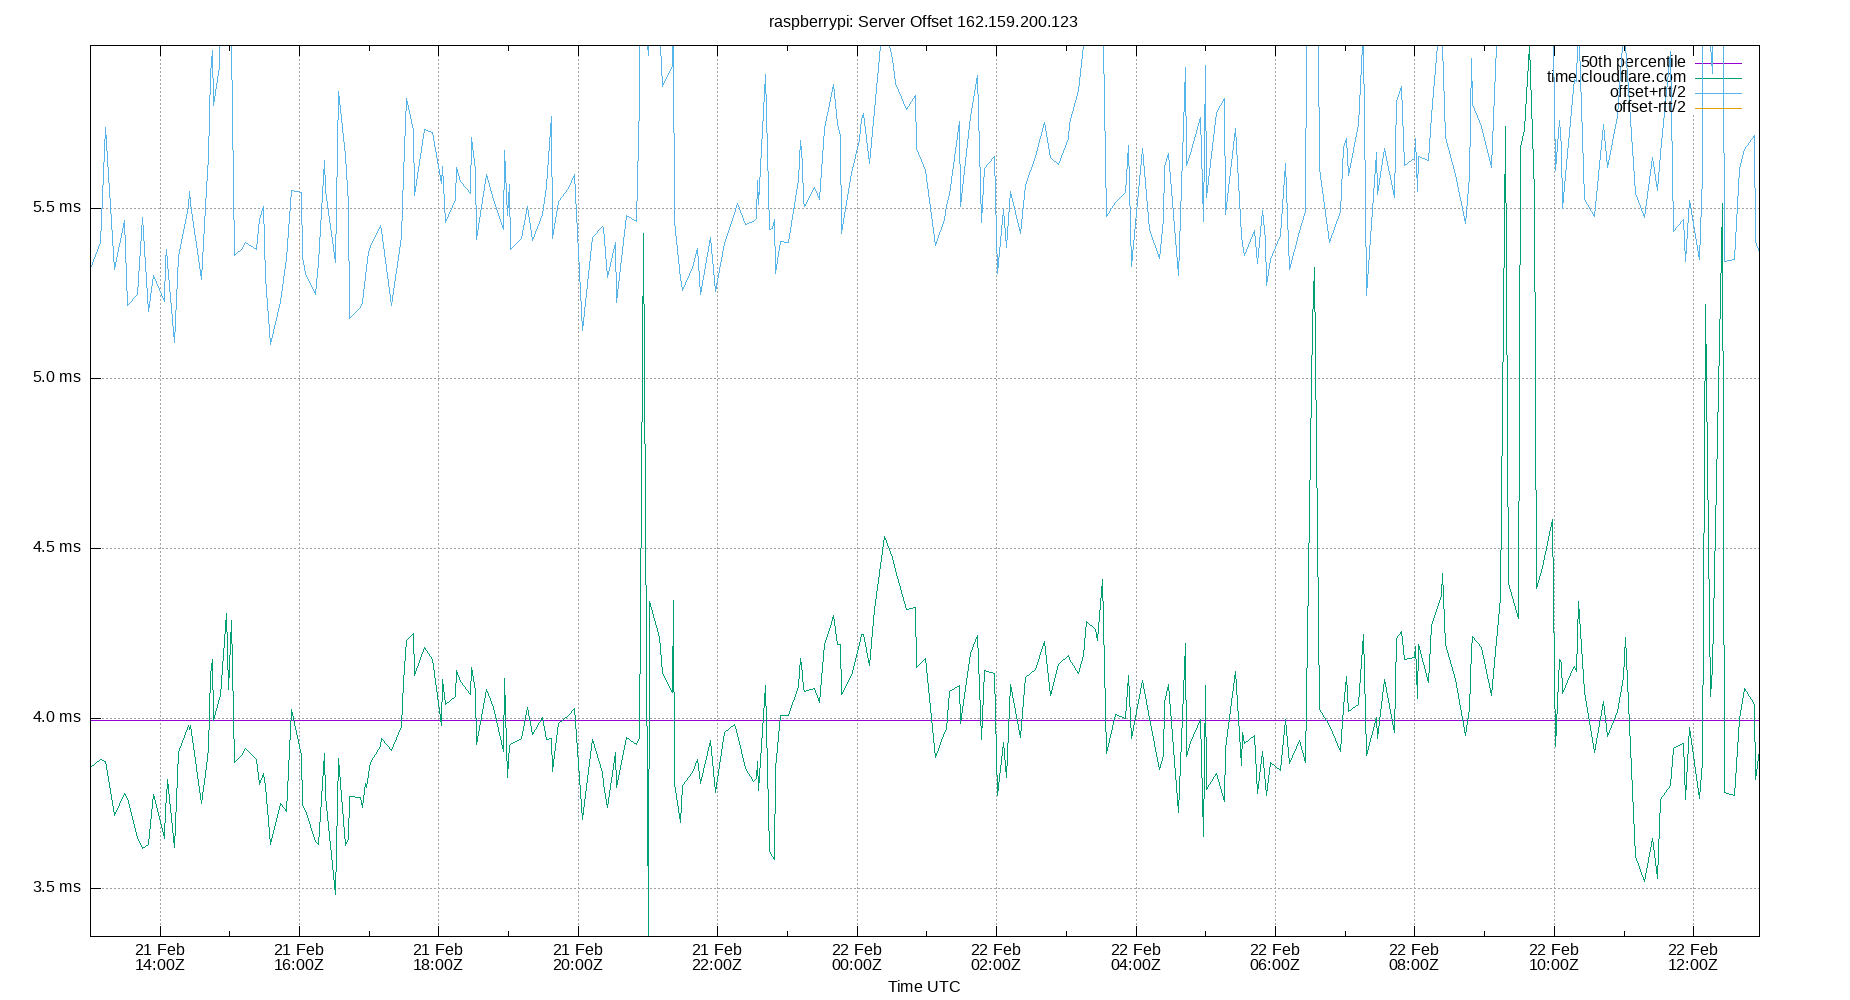 raspberrypi: Server Offset 162.159.200.123
50th percentile
time.cloudflare.com
offset+rtt/2
offset-rtt/2
5.5 ms
5.0 ms
4.5 ms
4.0 ms
3.5 ms
21 Feb 21 Feb 21 Feb 21 Feb 21 Feb 22 Feb 22 Feb 22 Feb 22 Feb 22 Feb 22 Feb 22 Feb
14:00Z 16:00Z 18:00Z 20:00Z 22:00Z 00:00Z 02:00Z 04:00Z 06:00Z 08:00Z 10:00Z 12:00Z
Time UTC